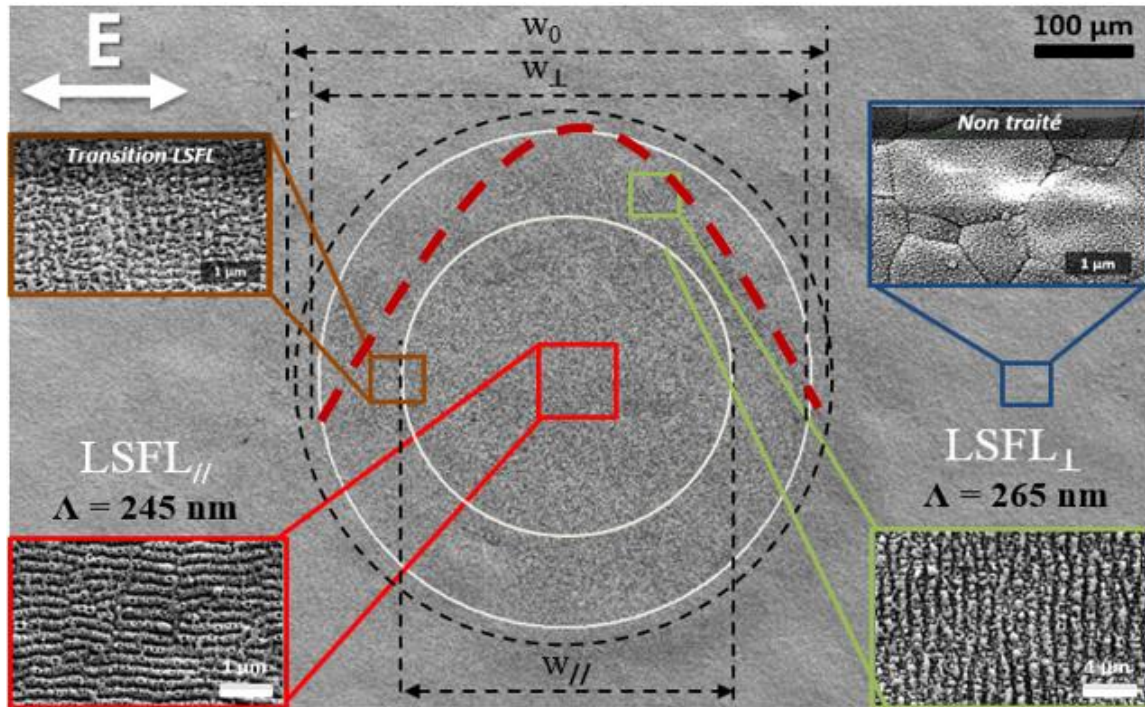 w₀
E
100 µm
w⊥
Transition LSFL
1 µm
Non traité
1 µm
LSFL//
Λ = 245 nm
LSFL⊥
Λ = 265 nm
1 µm
1 µm
w//